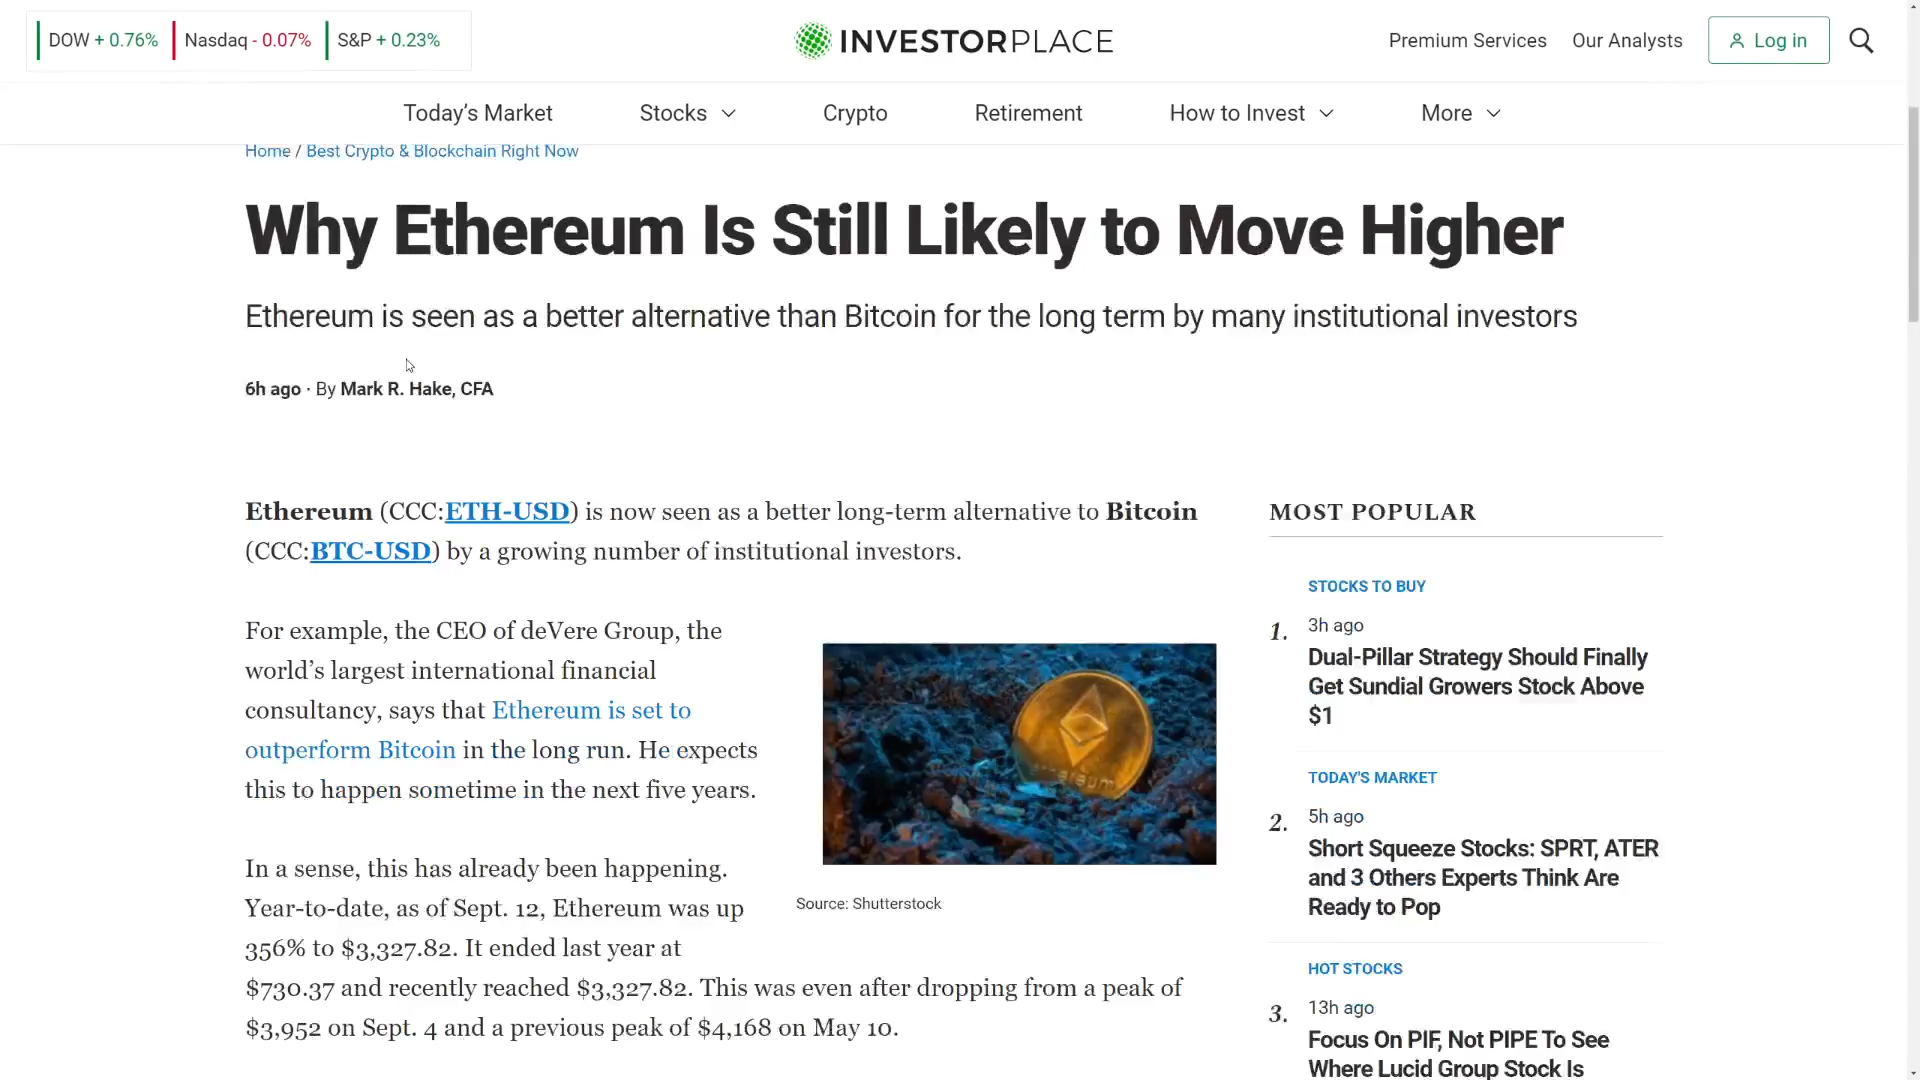 DOW + 0.76% Nasdaq - 0.07% S&P + 0.23%
INVESTORPLACE
Premium Services Our Analysts Log in
Today’s Market Stocks Crypto Retirement How to Invest More
Home / Best Crypto & Blockchain Right Now
Why Ethereum Is Still Likely to Move Higher
Ethereum is seen as a better alternative than Bitcoin for the long term by many institutional investors
6h ago · By Mark R. Hake, CFA
Ethereum (CCC:ETH-USD) is now seen as a better long-term alternative to Bitcoin
(CCC:BTC-USD) by a growing number of institutional investors.
For example, the CEO of deVere Group, the
world’s largest international financial
consultancy, says that Ethereum is set to
outperform Bitcoin in the long run. He expects
this to happen sometime in the next five years.
ethereum
Source: Shutterstock
In a sense, this has already been happening.
Year-to-date, as of Sept. 12, Ethereum was up
356% to $3,327.82. It ended last year at
$730.37 and recently reached $3,327.82. This was even after dropping from a peak of
$3,952 on Sept. 4 and a previous peak of $4,168 on May 10.
MOST POPULAR
STOCKS TO BUY
1. 3h ago
Dual-Pillar Strategy Should Finally
Get Sundial Growers Stock Above
$1
TODAY'S MARKET
2. 5h ago
Short Squeeze Stocks: SPRT, ATER
and 3 Others Experts Think Are
Ready to Pop
HOT STOCKS
3. 13h ago
Focus On PIF, Not PIPE To See
Where Lucid Group Stock Is